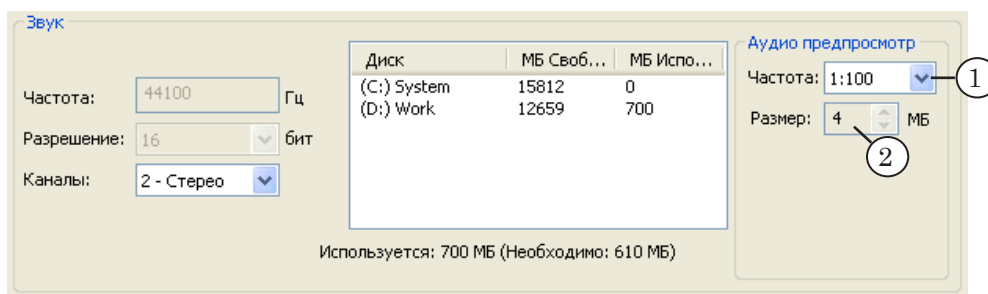 Звук
Частота: 44100 Гц
Разрешение: 16 бит
Каналы: 2 - Стерео
Диск МБ Своб... МБ Испо...
(C:) System 15812 0
(D:) Work 12659 700
Используется: 700 МБ (Необходимо: 610 МБ)
Аудио предпросмотр
Частота: 1:100
1
Размер: 4 МБ
2